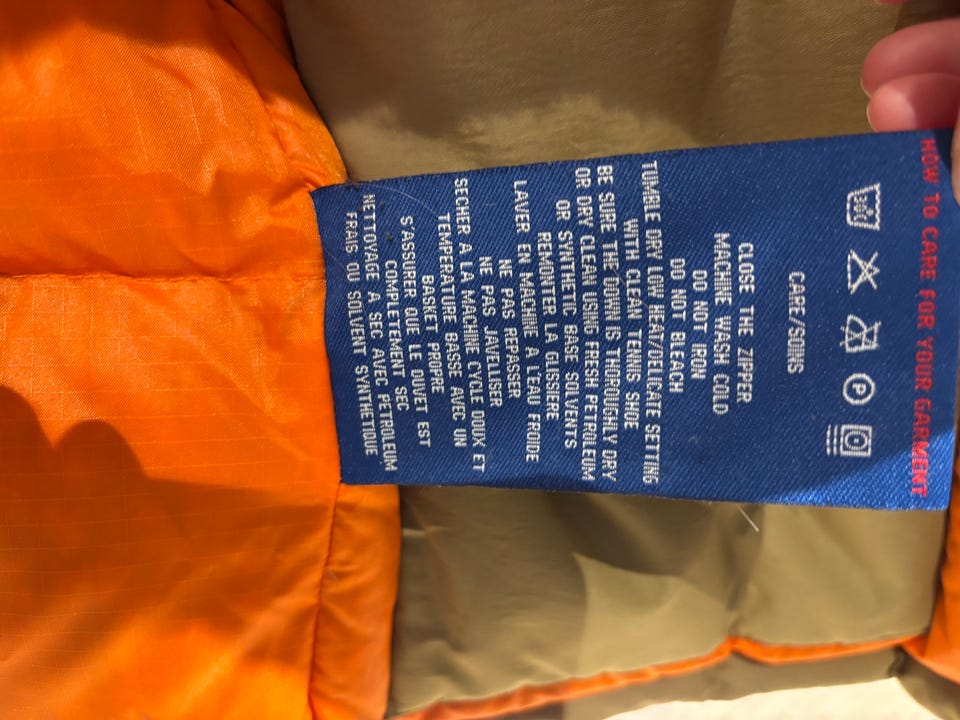 HOW TO CARE FOR YOUR GARMENT
W
P
CARE/SOINS
CLOSE THE ZIPPER
MACHINE WASH COLD
DO NOT IRON
DO NOT BLEACH
TUMBLE DRY LOW HEAT/DELICATE SETTING
WITH CLEAN TENNIS SHOE
BE SURE THE DOWN IS THOROUGHLY DRY
OR DRY CLEAN USING FRESH PETROLEUM
OR SYNTHETIC BASE SOLVENTS
REMONTER LA GLISSIERE
LAVER EN MACHINE A L'EAU FROIDE
NE PAS REPASSER
NE PAS JAVELLISER
SECHER A LA MACHINE CYCLE DOUX ET
TEMPERATURE BASSE AVEC UN
BASKET PROPRE
S'ASSURER QUE LE DUVET EST
COMPLETEMENT SEC
NETTOYAGE A SEC AVEC PETROLEUM
FRAIS OU SOLVENT SYNTHETIQUE